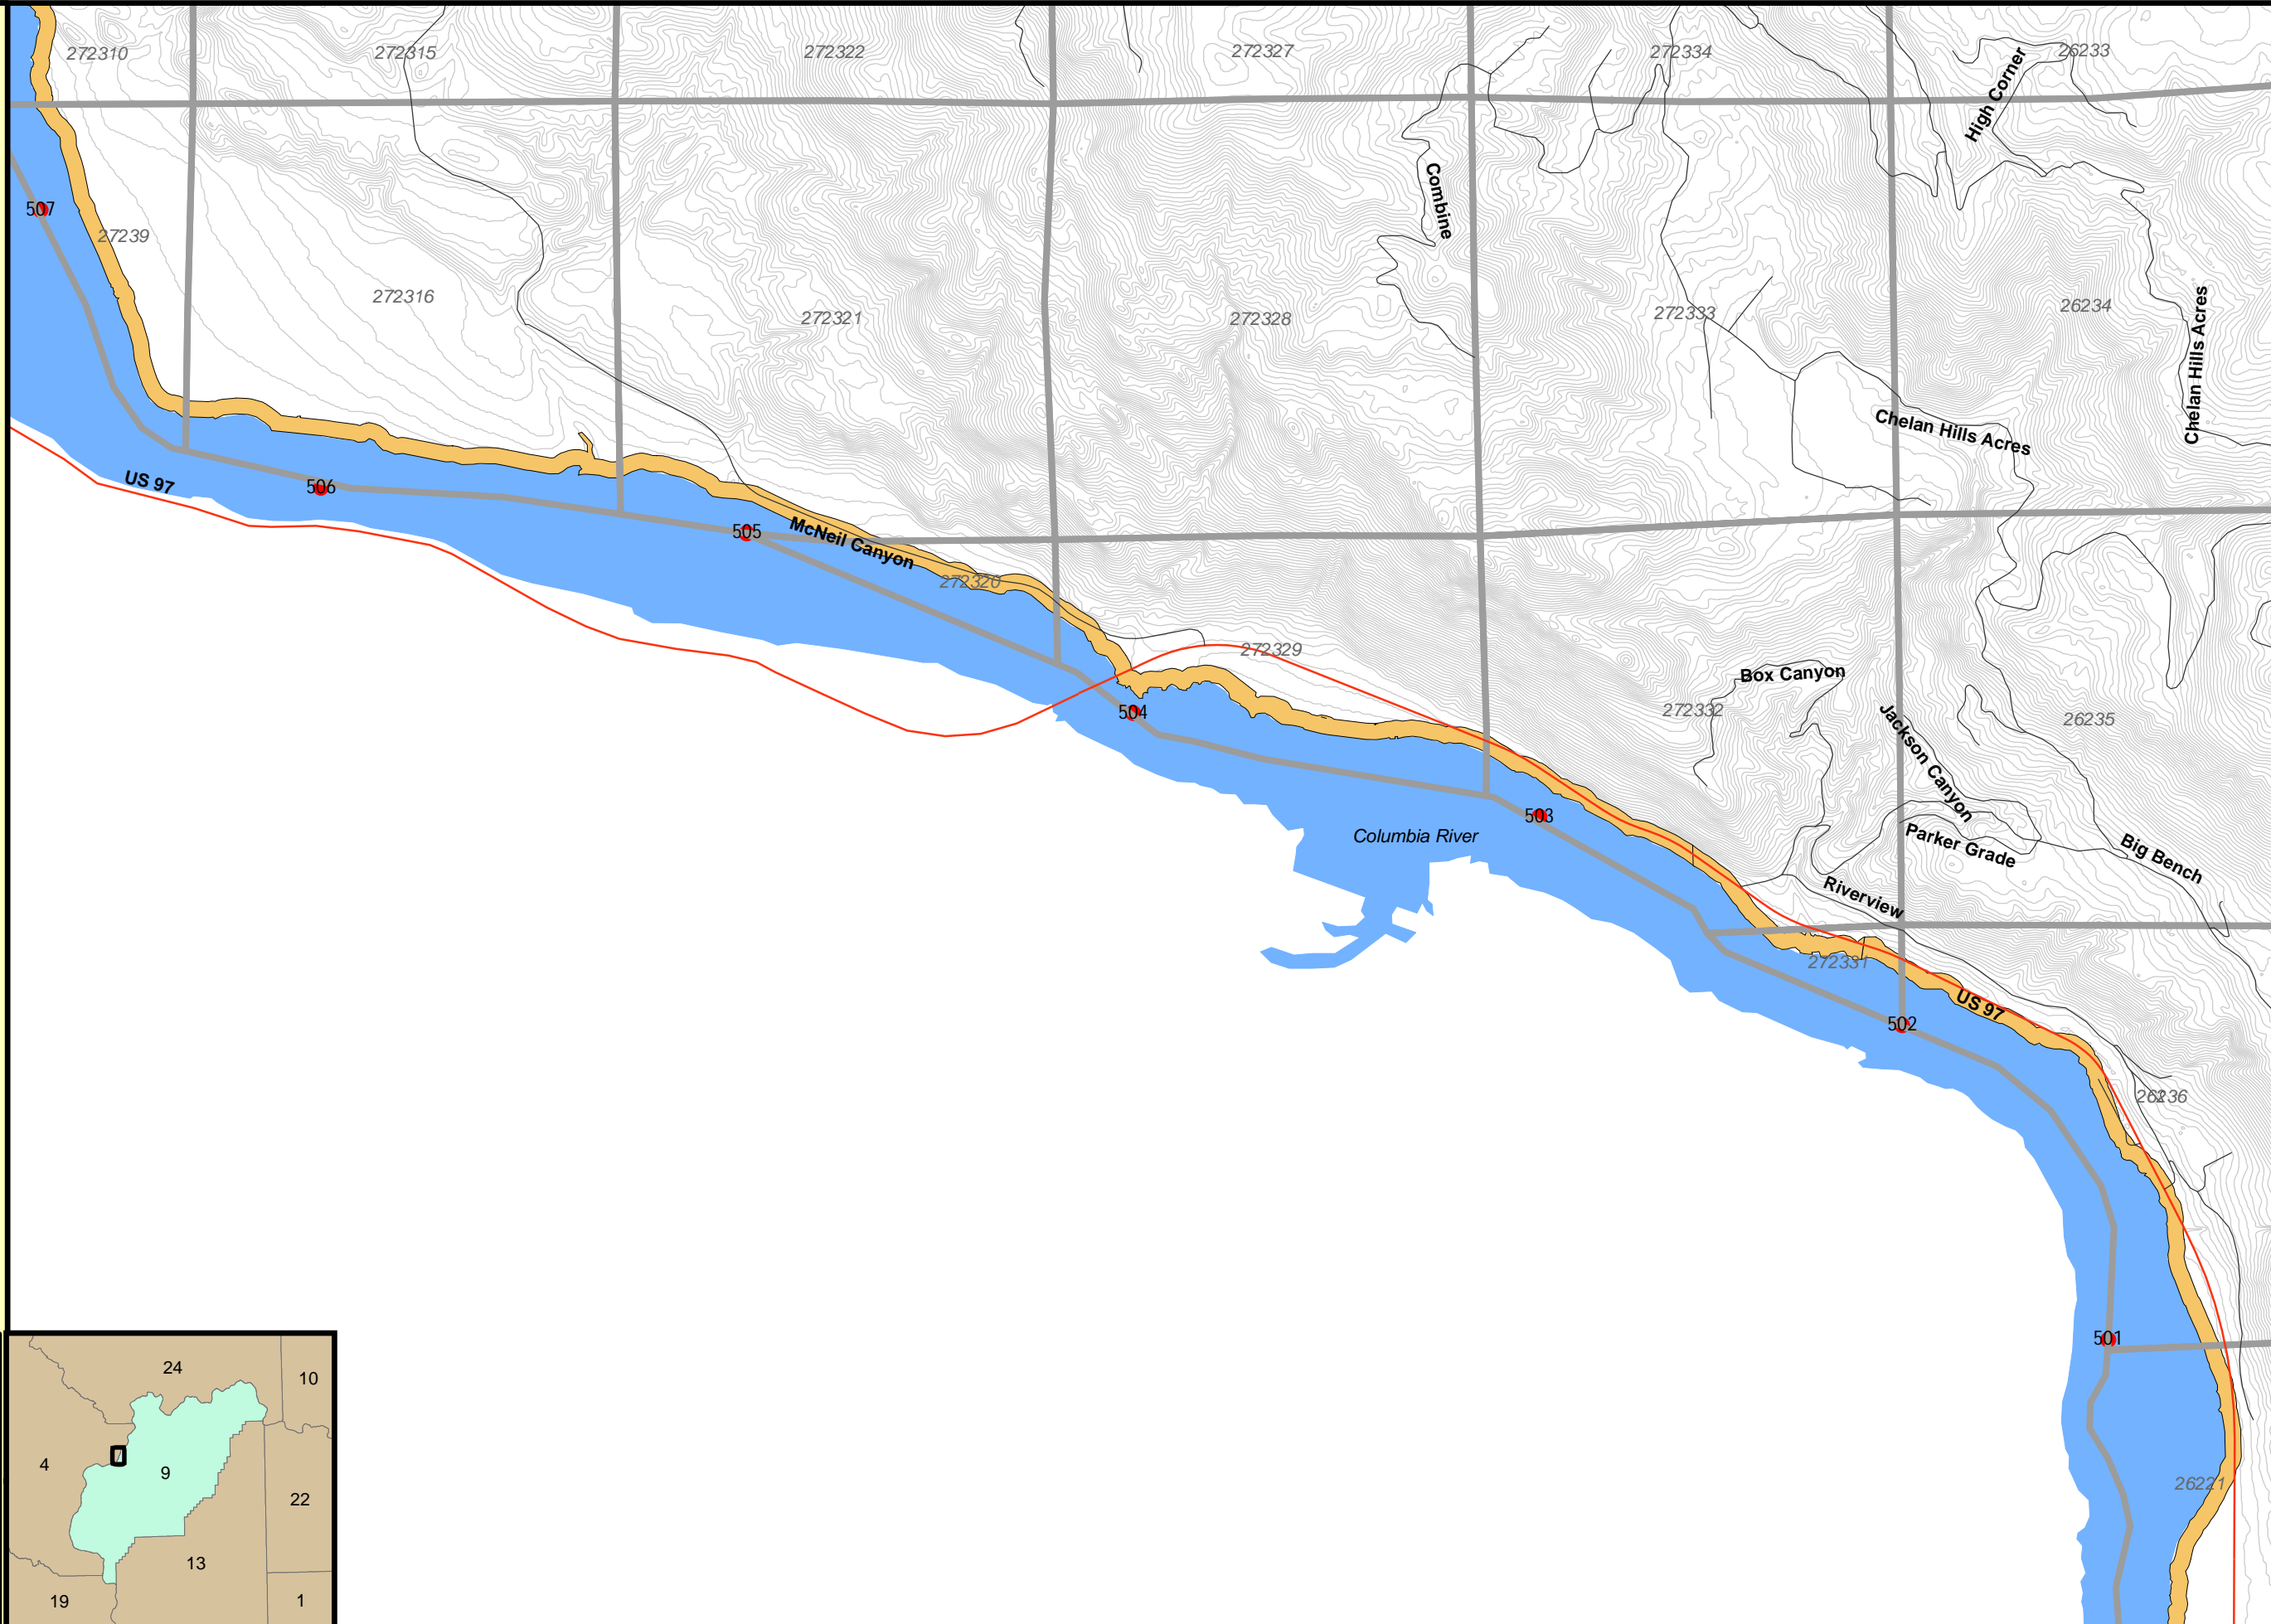 272310
272315
272322
272327
272334
26233
High Corner
Combine
507
27239
272316
272321
272328
272333
26234
Chelan Hills Acres
Chelan Hills Acres
US 97
506
505
McNeil Canyon
272320
272329
504
Box Canyon
272332
Jackson Canyon
26235
503
Columbia River
Parker Grade
Big Bench
Riverview
272331
US 97
502
26236
501
26221
24
10
4
9
22
13
19
1